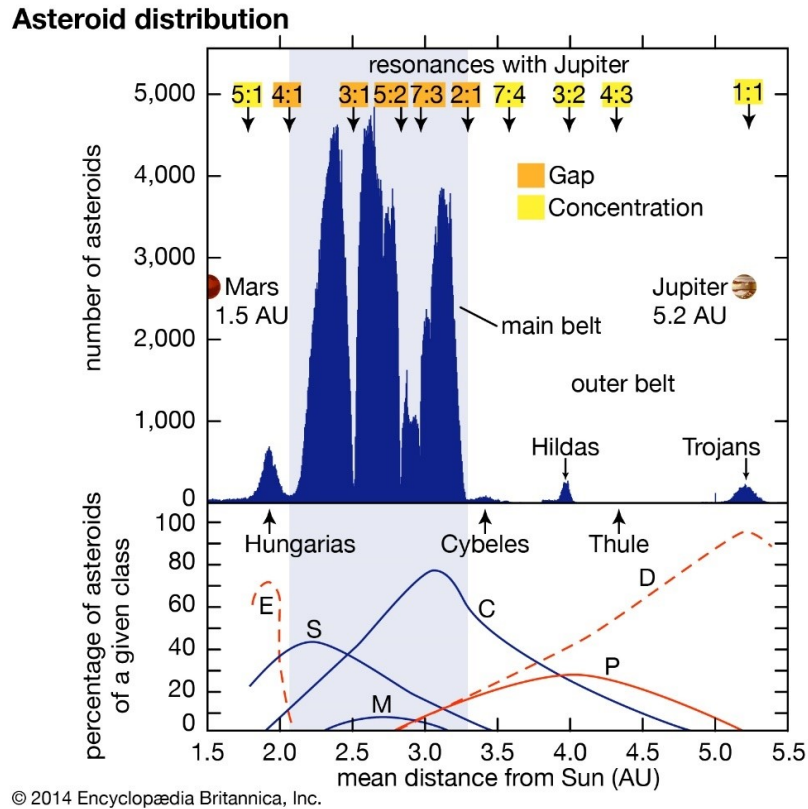 Asteroid distribution
resonances with Jupiter
5:1 4:1 3:1 5:2 7:3 2:1 7:4 3:2 4:3 1:1
5,000
4,000
3,000
2,000
1,000
0
number of asteroids
Gap
Concentration
Mars
1.5 AU
Jupiter
5.2 AU
main belt
outer belt
Hildas
Trojans
Hungarias
Cybeles
Thule
100
80
60
40
20
0
percentage of asteroids
of a given class
E
S
M
C
D
P
1.5 2.0 2.5 3.0 3.5 4.0 4.5 5.0 5.5
mean distance from Sun (AU)
© 2014 Encyclopædia Britannica, Inc.